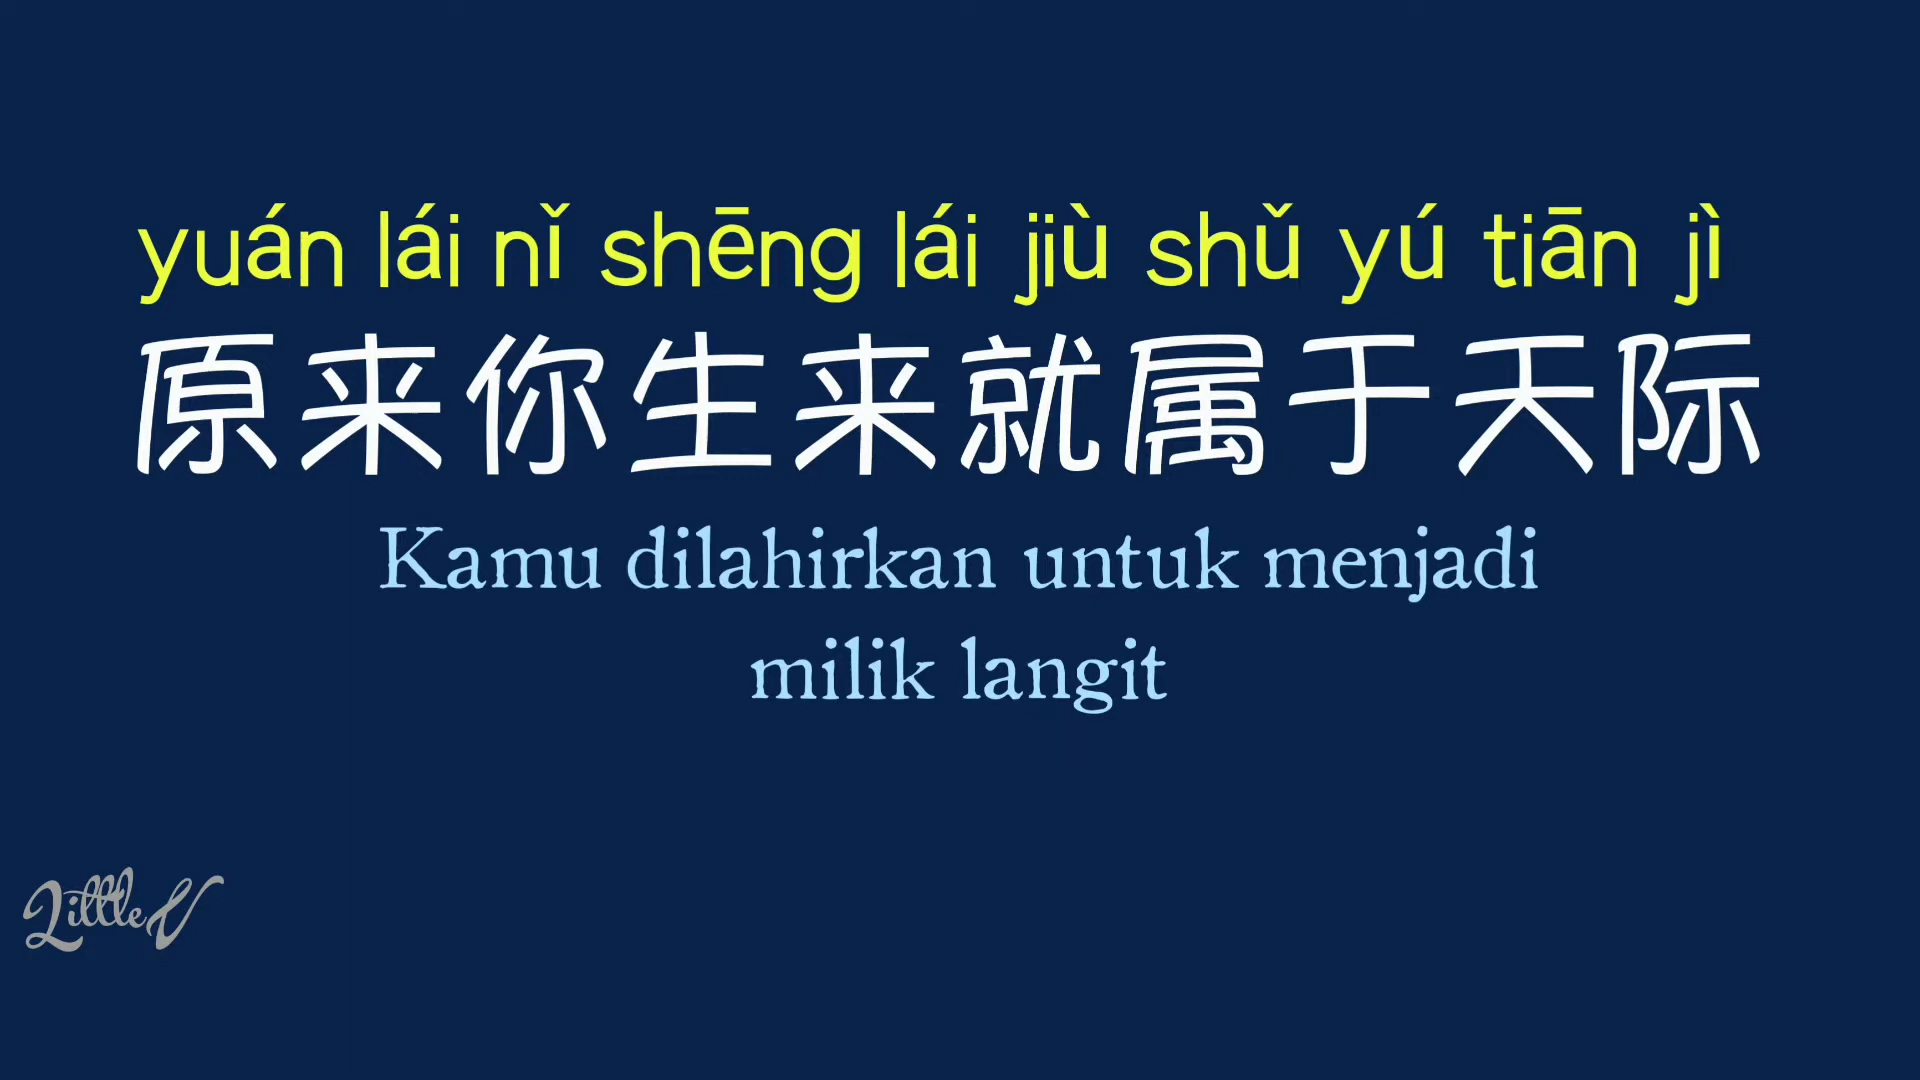 yuán lái nǐ shēng lái jiù shǔ yú tiān jì
原来你生来就属于天际
Kamu dilahirkan untuk menjadi
milik langit
Little V